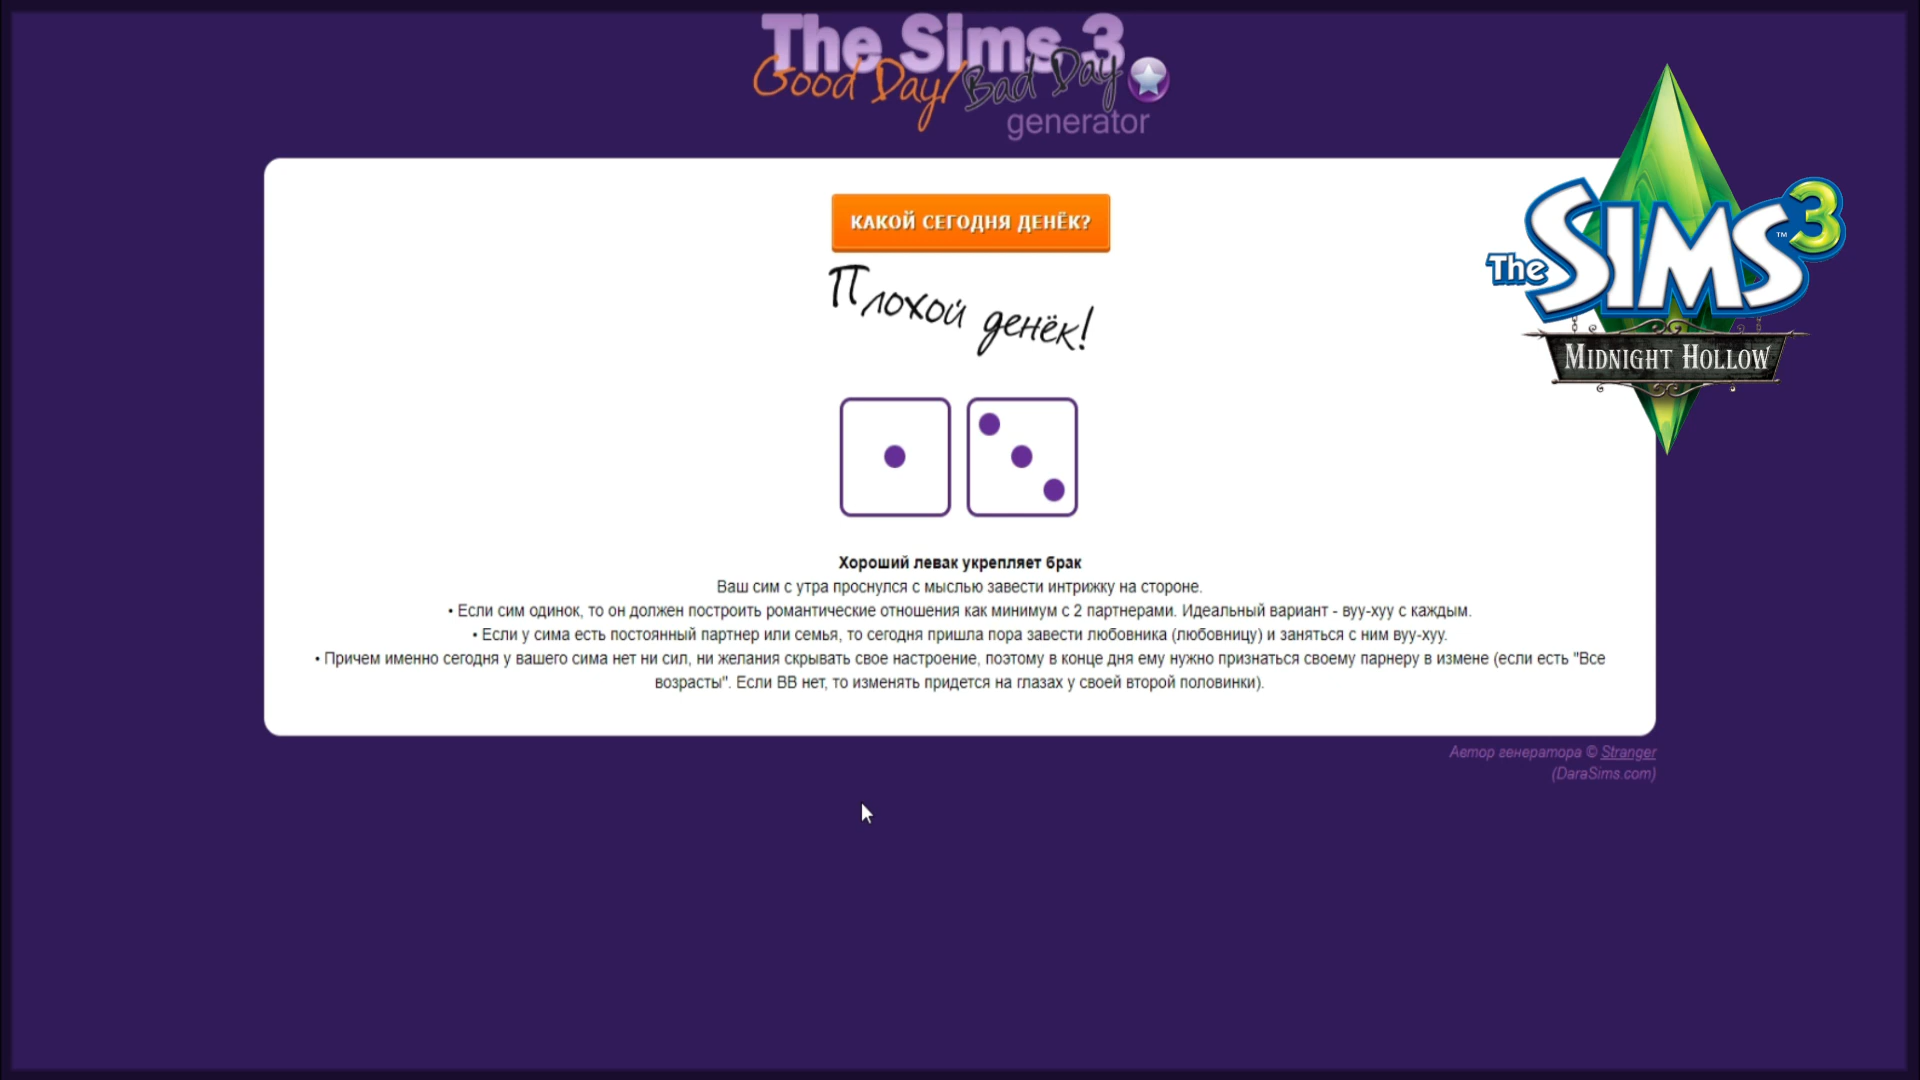 The Sims 3
Good Day/Bad Day
generator
КАКОЙ СЕГОДНЯ ДЕНЁК?
Плохой денёк!
The SIMS 3 ™
MIDNIGHT HOLLOW
Хороший левак укрепляет брак
Ваш сим с утра проснулся с мыслью завести интрижку на стороне.
• Если сим одинок, то он должен построить романтические отношения как минимум с 2 партнерами. Идеальный вариант - вуу-хуу с каждым.
• Если у сима есть постоянный партнер или семья, то сегодня пришла пора завести любовника (любовницу) и заняться с ним вуу-хуу.
• Причем именно сегодня у вашего сима нет ни сил, ни желания скрывать свое настроение, поэтому в конце дня ему нужно признаться своему парнеру в измене (если есть "Все
возрасты". Если ВВ нет, то изменять придется на глазах у своей второй половинки).
Автор генератора © Stranger
(DaraSims.com)